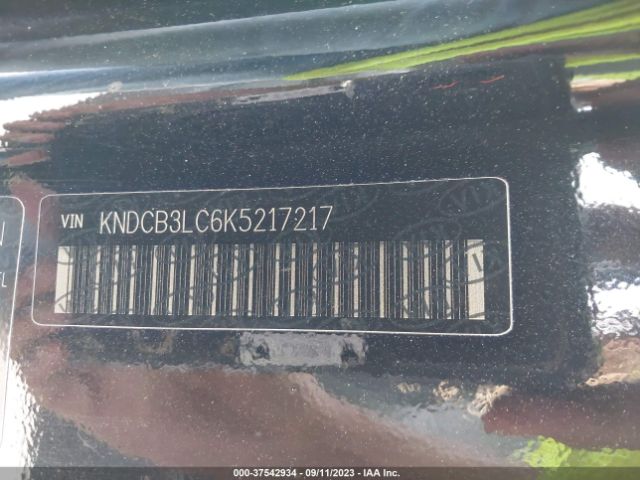 N
L
VIN KNDCB3LC6K5217217
000-37542934 - 09/11/2023 - IAA Inc.